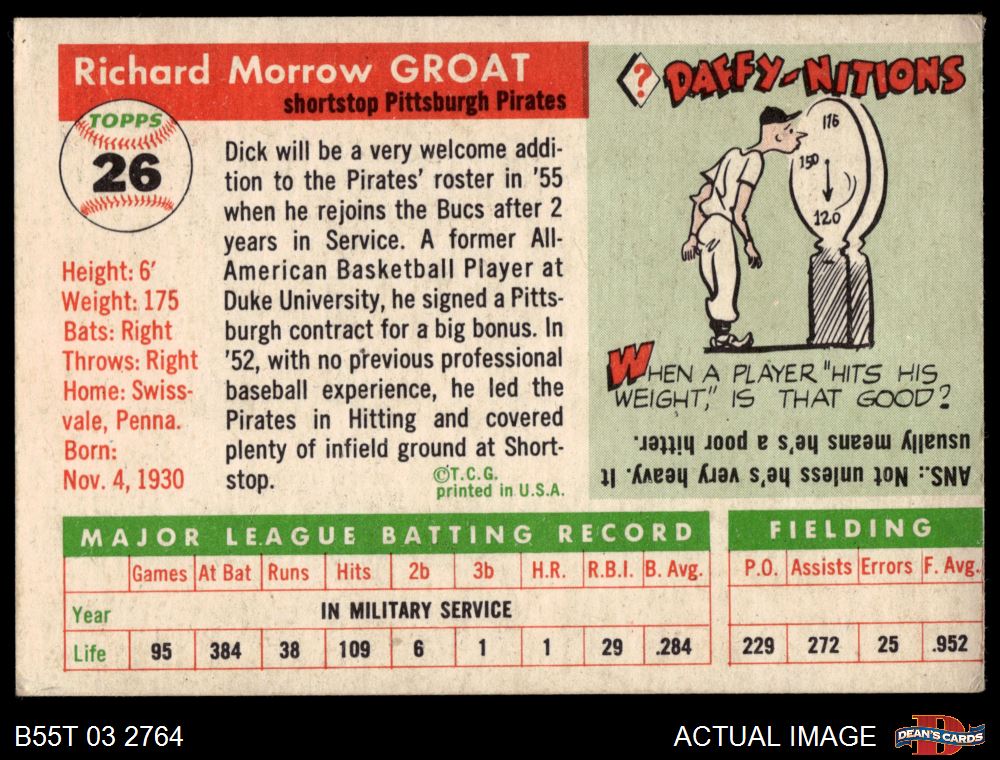 Richard Morrow GROAT
shortstop Pittsburgh Pirates
TOPPS
26
Height: 6'
Weight: 175
Bats: Right
Throws: Right
Home: Swiss-
vale, Penna.
Born:
Nov. 4, 1930
Dick will be a very welcome addi-
tion to the Pirates' roster in '55
when he rejoins the Bucs after 2
years in Service. A former All-
American Basketball Player at
Duke University, he signed a Pitts-
burgh contract for a big bonus. In
'52, with no previous professional
baseball experience, he led the
Pirates in Hitting and covered
plenty of infield ground at Short-
stop.
©T.C.G.
printed in U.S.A.
? DAFFY-NITIONS
176
150
120
WHEN A PLAYER "HITS HIS
WEIGHT," IS THAT GOOD?
ANS.: Not unless he's very heavy. It
usually means he's a poor hitter.
MAJOR LEAGUE BATTING RECORD
Games At Bat Runs Hits 2b 3b H.R. R.B.I. B. Avg.
Year IN MILITARY SERVICE
Life 95 384 38 109 6 1 1 29 .284
FIELDING
P.O. Assists Errors F. Avg.
229 272 25 .952
B55T 03 2764
ACTUAL IMAGE
D
DEAN'S CARDS